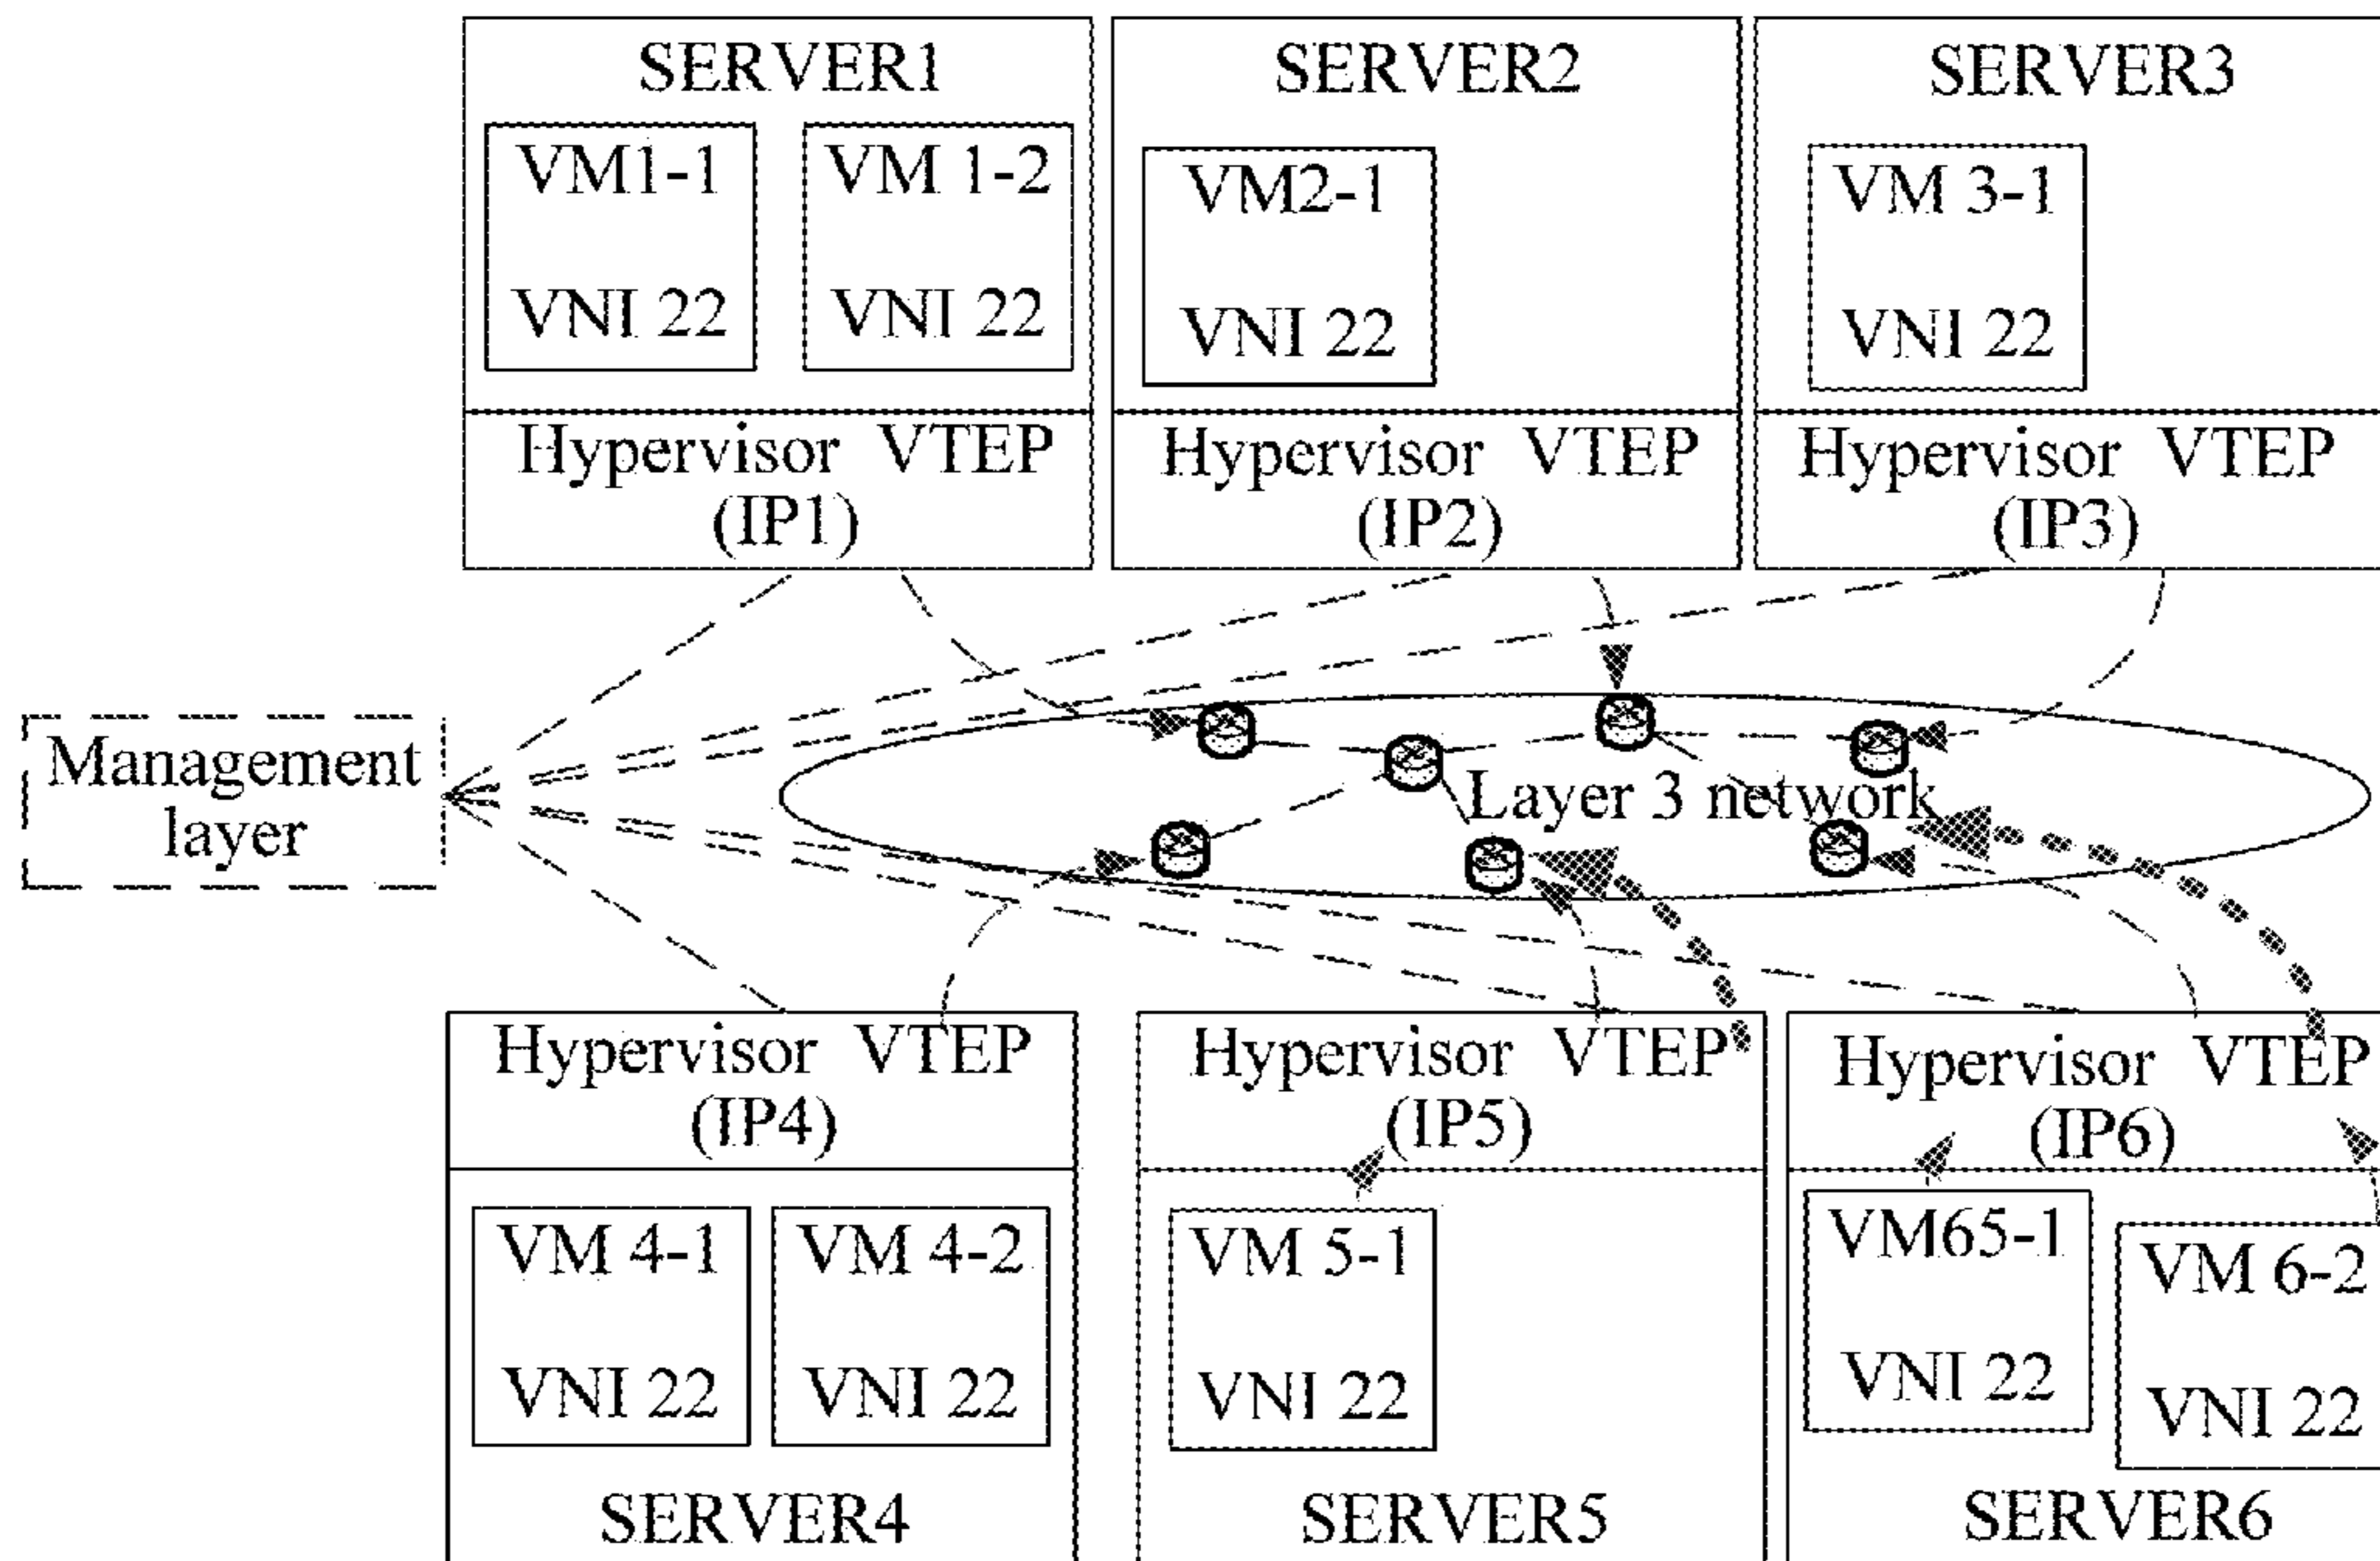 SERVER1
VM1-1
VNI 22
VM 1-2
VNI 22
Hypervisor VTEP
(IP1)
SERVER2
VM2-1
VNI 22
Hypervisor VTEP
(IP2)
SERVER3
VM 3-1
VNI 22
Hypervisor VTEP
(IP3)
Management
layer
Layer 3 network
Hypervisor VTEP
(IP4)
VM 4-1
VNI 22
VM 4-2
VNI 22
SERVER4
Hypervisor VTEP
(IP5)
VM 5-1
VNI 22
SERVER5
Hypervisor VTEP
(IP6)
VM65-1
VNI 22
VM 6-2
VNI 22
SERVER6